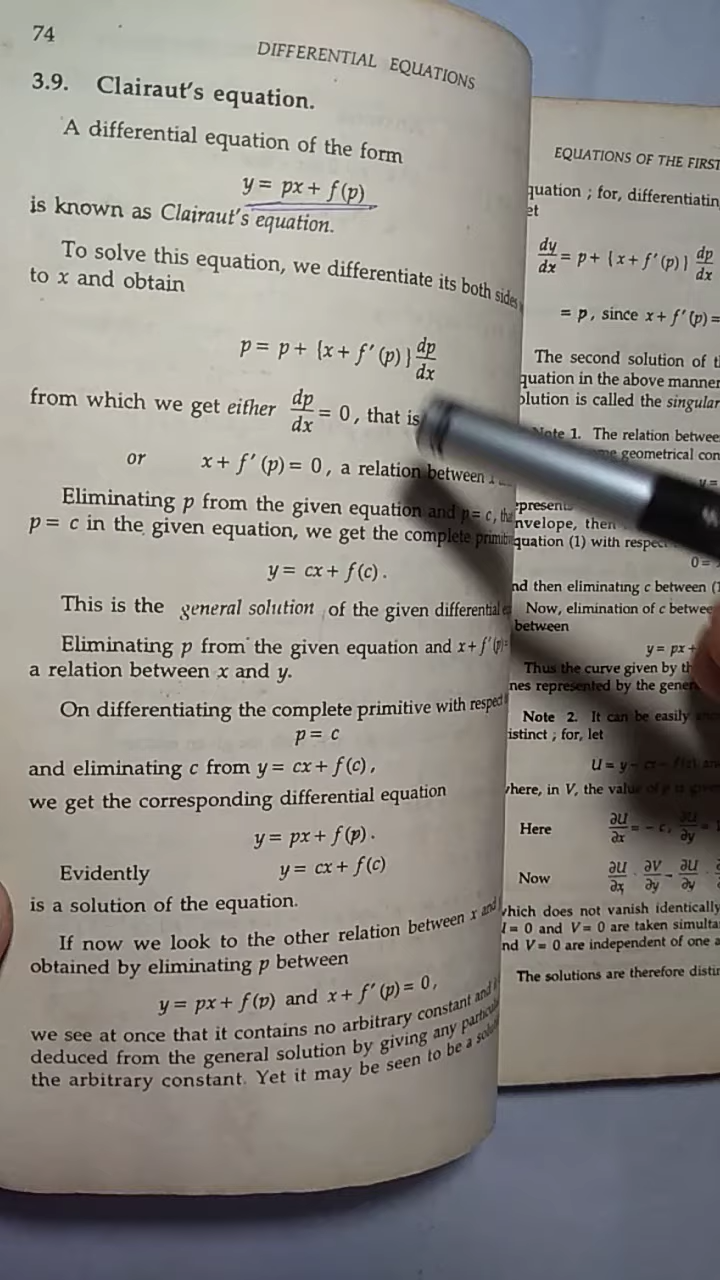 74
DIFFERENTIAL EQUATIONS
3.9. Clairaut's equation.
A differential equation of the form
y = px + f(p)
is known as Clairaut's equation.
To solve this equation, we differentiate its both sides
to x and obtain
p = p + {x + f'(p)} dp/dx
from which we get either dp/dx = 0, that is
or x + f'(p) = 0, a relation between
Eliminating p from the given equation and p = c,
p = c in the given equation, we get the complete primitive
y = cx + f(c).
This is the general solution of the given differential
Eliminating p from the given equation and x + f'(p) =
a relation between x and y.
On differentiating the complete primitive with respect
p = c
and eliminating c from y = cx + f(c),
we get the corresponding differential equation
y = px + f(p).
Evidently y = cx + f(c)
is a solution of the equation.
If now we look to the other relation between x and
obtained by eliminating p between
y = px + f(p) and x + f'(p) = 0,
we see at once that it contains no arbitrary constant and
deduced from the general solution by giving any
the arbitrary constant. Yet it may be seen to be a
EQUATIONS OF THE FIRST
quation ; for, differentiatin
et
dy/dx = p + {x + f'(p)} dp/dx
= p, since x + f'(p) =
The second solution of t
quation in the above manner
olution is called the singular
Note 1. The relation betwee
geometrical con
y =
epresents
nvelope, then
quation (1) with respec
0 =
nd then eliminating c between (1
Now, elimination of c betwee
between
y = px +
Thus the curve given by th
nes represented by the gener
Note 2. It can be easily
istinct ; for, let
U = y − cx − f(c)
where, in V, the value of p is give
Here ∂U/∂x = − c, ∂U/∂y =
Now ∂U/∂x · ∂V/∂y − ∂U/∂y ·
which does not vanish identically
= 0 and V = 0 are taken simulta
nd V = 0 are independent of one a
The solutions are therefore distin